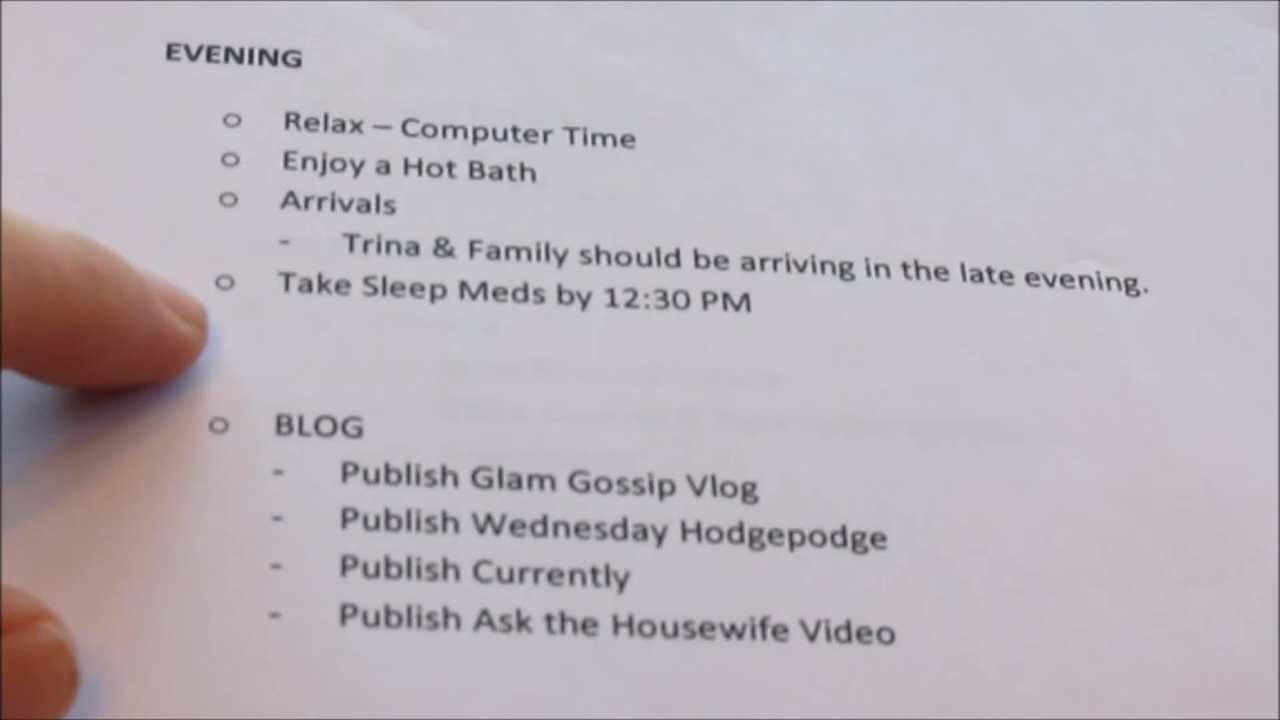 EVENING
o Relax – Computer Time
o Enjoy a Hot Bath
o Arrivals
- Trina & Family should be arriving in the late evening.
o Take Sleep Meds by 12:30 PM
o BLOG
- Publish Glam Gossip Vlog
- Publish Wednesday Hodgepodge
- Publish Currently
- Publish Ask the Housewife Video